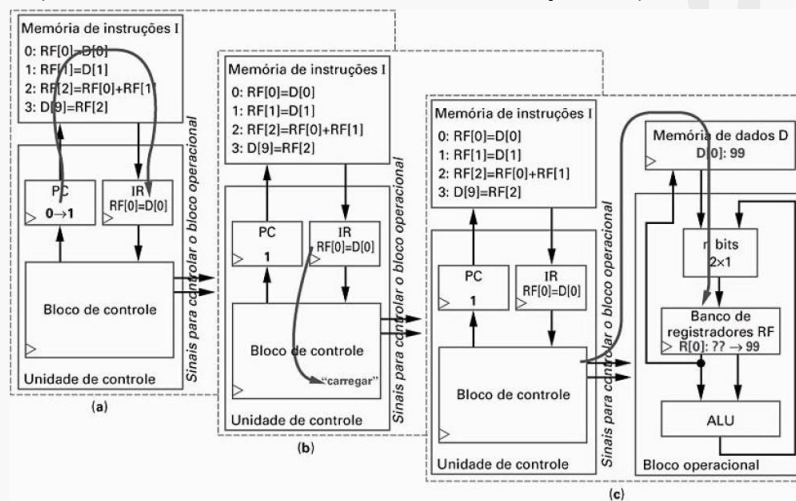 Memória de instruções I
0: RF[0]=D[0]
1: RF[1]=D[1]
2: RF[2]=RF[0]+RF[1]
3: D[9]=RF[2]
PC
0→1
IR
RF[0]=D[0]
Bloco de controle
Unidade de controle
Sinais para controlar o bloco operacional
(a)
Memória de instruções I
0: RF[0]=D[0]
1: RF[1]=D[1]
2: RF[2]=RF[0]+RF[1]
3: D[9]=RF[2]
PC
1
IR
RF[0]=D[0]
Bloco de controle
"carregar"
Unidade de controle
Sinais para controlar o bloco operacional
(b)
Memória de instruções I
0: RF[0]=D[0]
1: RF[1]=D[1]
2: RF[2]=RF[0]+RF[1]
3: D[9]=RF[2]
PC
1
IR
RF[0]=D[0]
Bloco de controle
Unidade de controle
Sinais para controlar o bloco operacional
Memória de dados D
D[0]: 99
n bits
2×1
Banco de
registradores RF
R[0]: ?? → 99
ALU
Bloco operacional
(c)